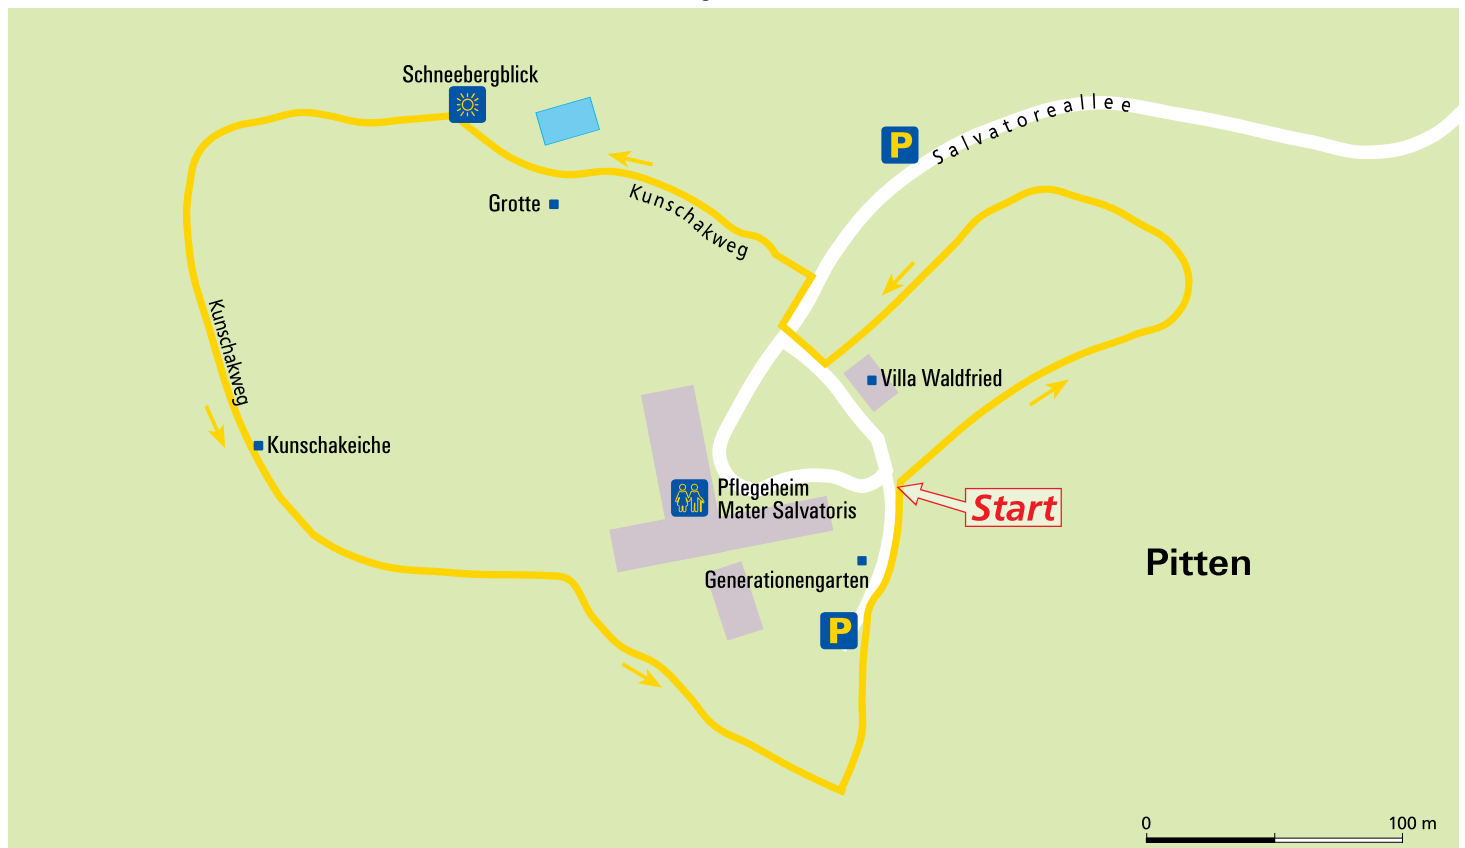 Schneebergblick
P
Salvatoreallee
Grotte
Kunschakweg
Kunschakweg
Villa Waldfried
Kunschakeiche
Pflegeheim
Mater Salvatoris
Start
Pitten
Generationengarten
P
0 100 m